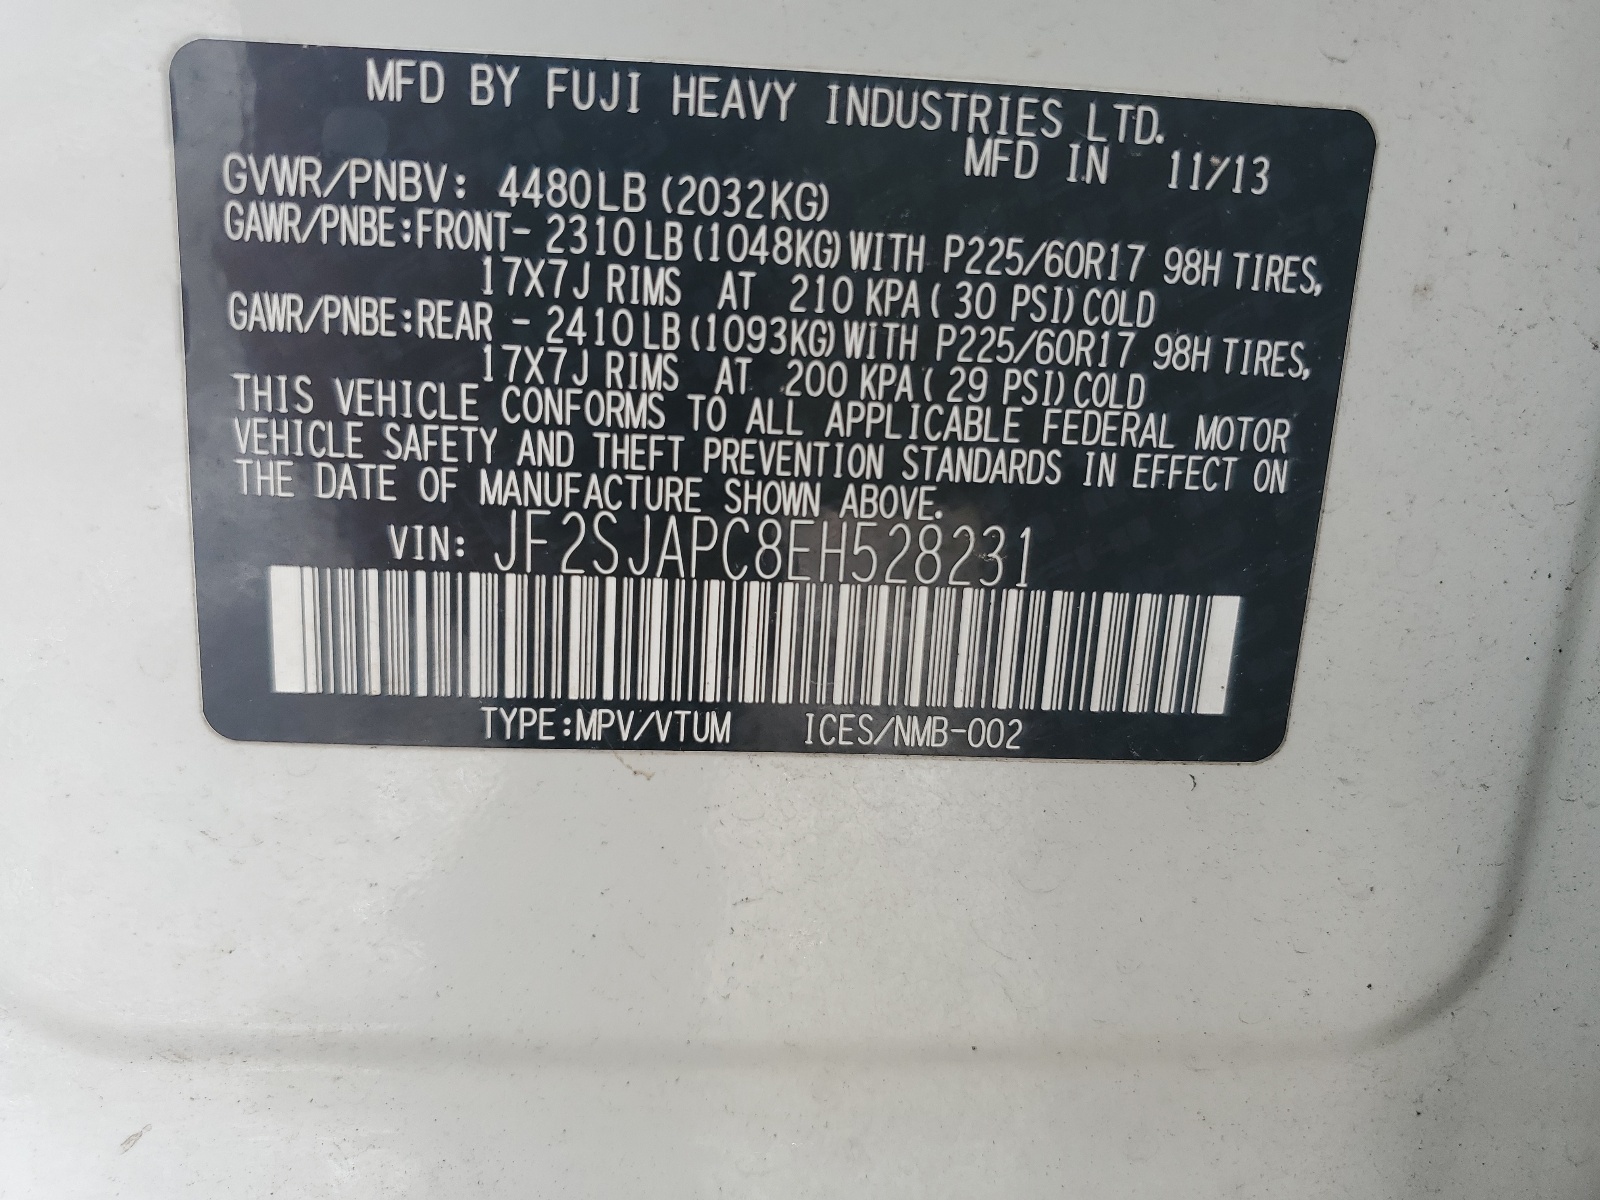 MFD BY FUJI HEAVY INDUSTRIES LTD.
MFD IN 11/13
GVWR/PNBV: 4480LB (2032KG)
GAWR/PNBE:FRONT- 2310LB (1048KG) WITH P225/60R17 98H TIRES,
17X7J RIMS AT 210 KPA ( 30 PSI) COLD
GAWR/PNBE:REAR - 2410LB (1093KG) WITH P225/60R17 98H TIRES,
17X7J RIMS AT 200 KPA ( 29 PSI) COLD
THIS VEHICLE CONFORMS TO ALL APPLICABLE FEDERAL MOTOR
VEHICLE SAFETY AND THEFT PREVENTION STANDARDS IN EFFECT ON
THE DATE OF MANUFACTURE SHOWN ABOVE.
VIN: JF2SJAPC8EH528231
TYPE:MPV/VTUM ICES/NMB-002